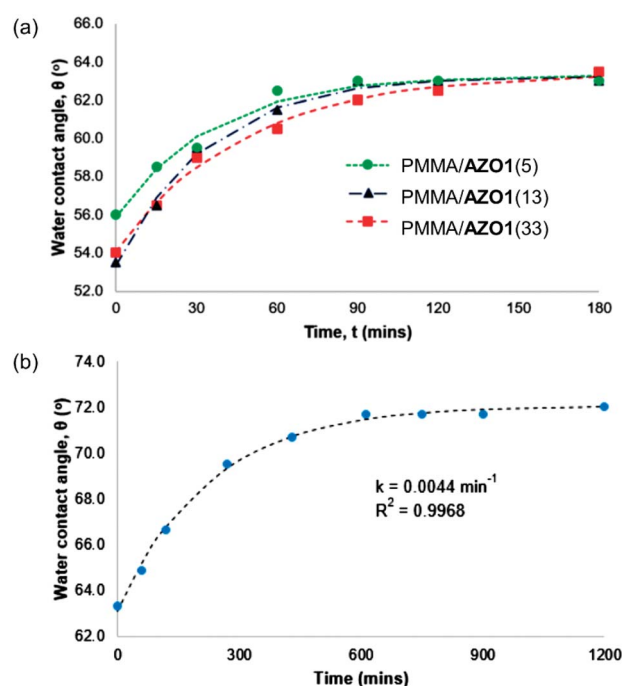 (a)
66.0
64.0
62.0
60.0
58.0
56.0
54.0
52.0
Water contact angle, θ (°)
PMMA/AZO1(5)
PMMA/AZO1(13)
PMMA/AZO1(33)
0 30 60 90 120 150 180
Time, t (mins)
(b)
74.0
72.0
70.0
68.0
66.0
64.0
62.0
Water contact angle, θ (°)
k = 0.0044 min⁻¹
R² = 0.9968
0 300 600 900 1200
Time (mins)